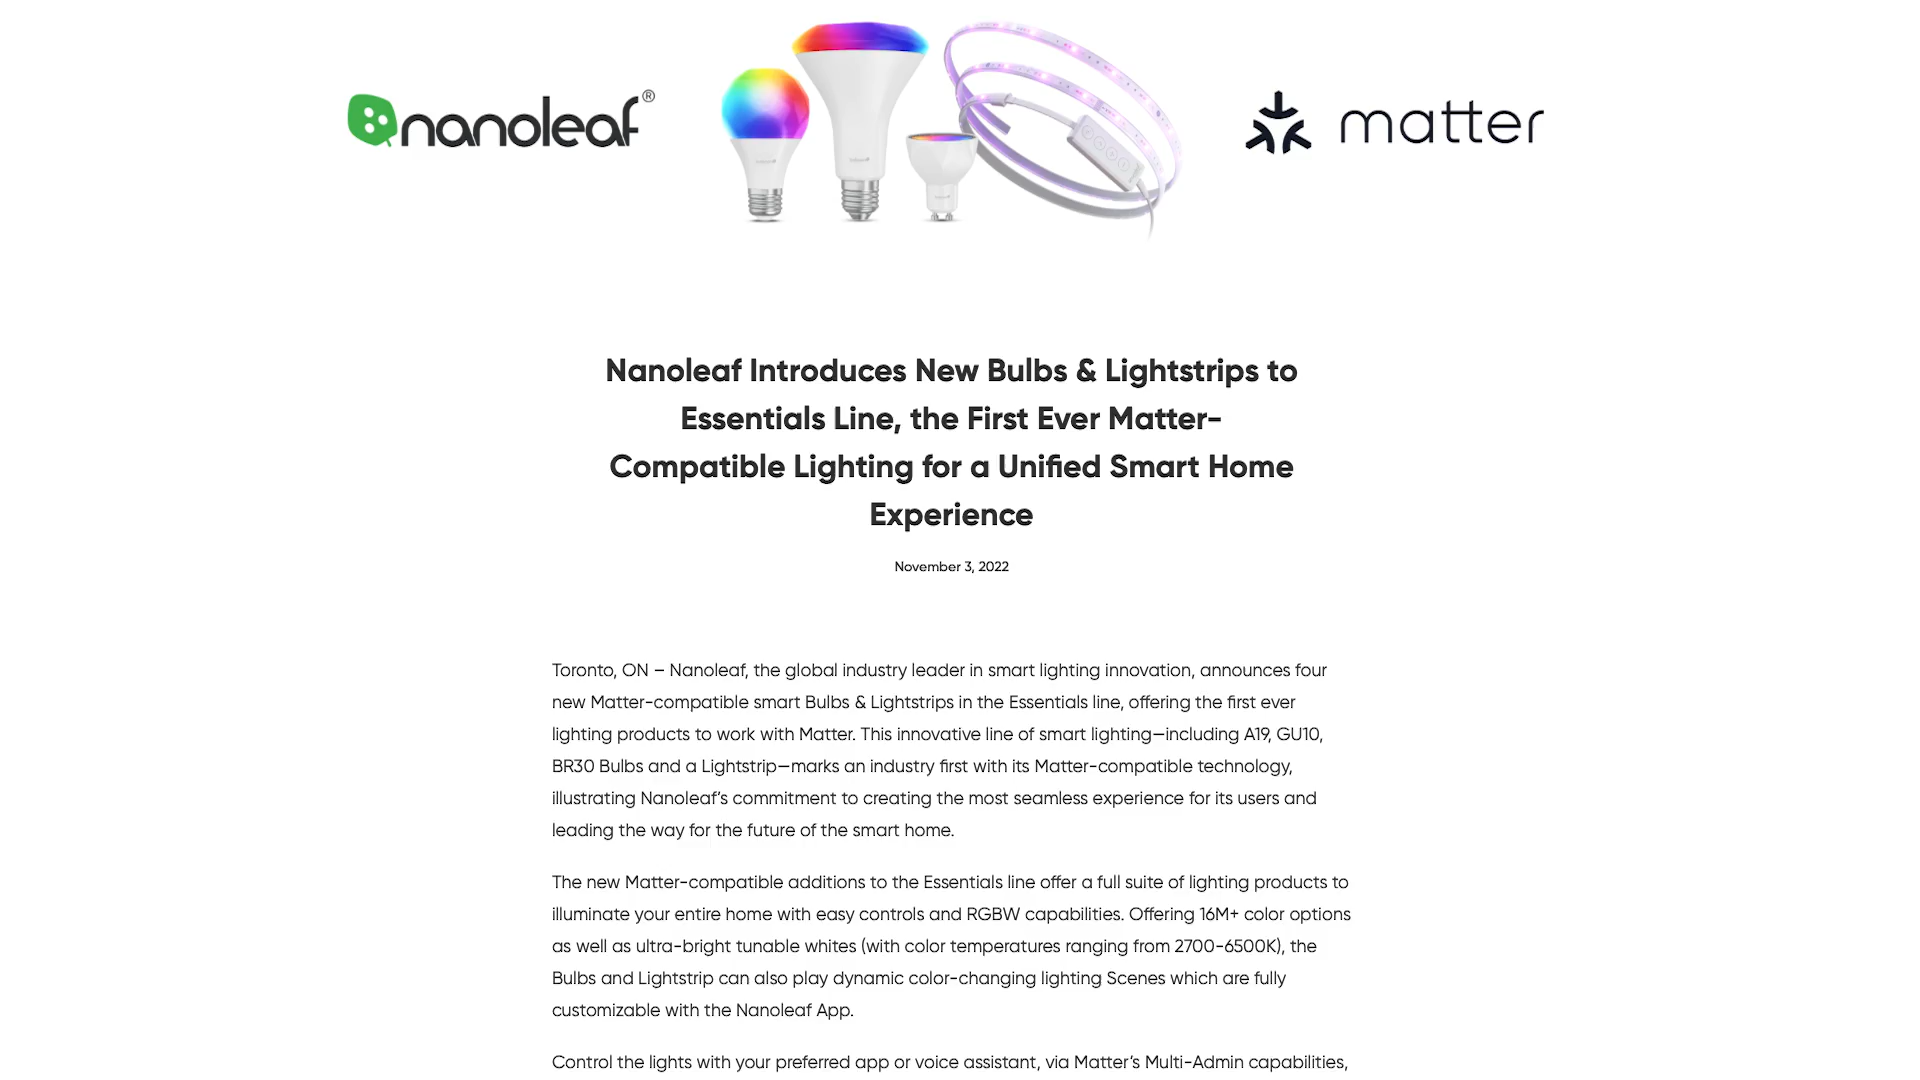 nanoleaf®
matter
Nanoleaf Introduces New Bulbs & Lightstrips to
Essentials Line, the First Ever Matter-
Compatible Lighting for a Unified Smart Home
Experience
November 3, 2022
Toronto, ON – Nanoleaf, the global industry leader in smart lighting innovation, announces four
new Matter-compatible smart Bulbs & Lightstrips in the Essentials line, offering the first ever
lighting products to work with Matter. This innovative line of smart lighting—including A19, GU10,
BR30 Bulbs and a Lightstrip—marks an industry first with its Matter-compatible technology,
illustrating Nanoleaf’s commitment to creating the most seamless experience for its users and
leading the way for the future of the smart home.
The new Matter-compatible additions to the Essentials line offer a full suite of lighting products to
illuminate your entire home with easy controls and RGBW capabilities. Offering 16M+ color options
as well as ultra-bright tunable whites (with color temperatures ranging from 2700-6500K), the
Bulbs and Lightstrip can also play dynamic color-changing lighting Scenes which are fully
customizable with the Nanoleaf App.
Control the lights with your preferred app or voice assistant, via Matter’s Multi-Admin capabilities,